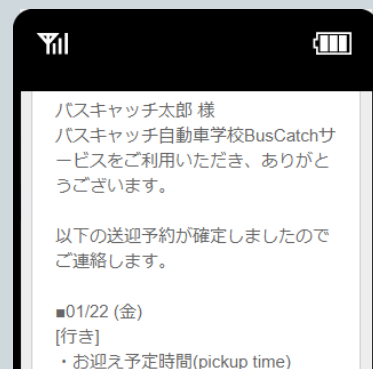 バスキャッチ太郎 様
バスキャッチ自動車学校BusCatchサ
ービスをご利用いただき、ありがと
うございます。
以下の送迎予約が確定しましたので
ご連絡します。
■01/22 (金)
[行き]
・お迎え予定時間(pickup time)